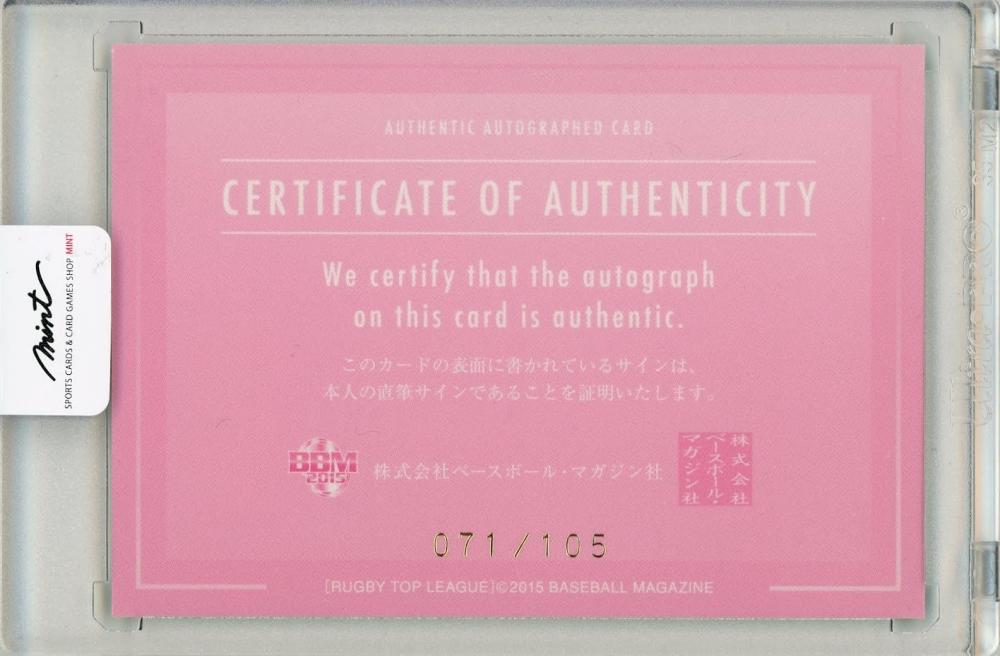 AUTHENTIC AUTOGRAPHED CARD
CERTIFICATE OF AUTHENTICITY
We certify that the autograph
on this card is authentic.
このカードの表面に書かれているサインは、
本人の直筆サインであることを証明いたします。
BBM
2015
株式会社ベースボール・マガジン社
株式会社
ベースボール・
マガジン社
071/105
[RUGBY TOP LEAGUE]©2015 BASEBALL MAGAZINE
mint
SPORTS CARDS & CARD GAMES SHOP MINT